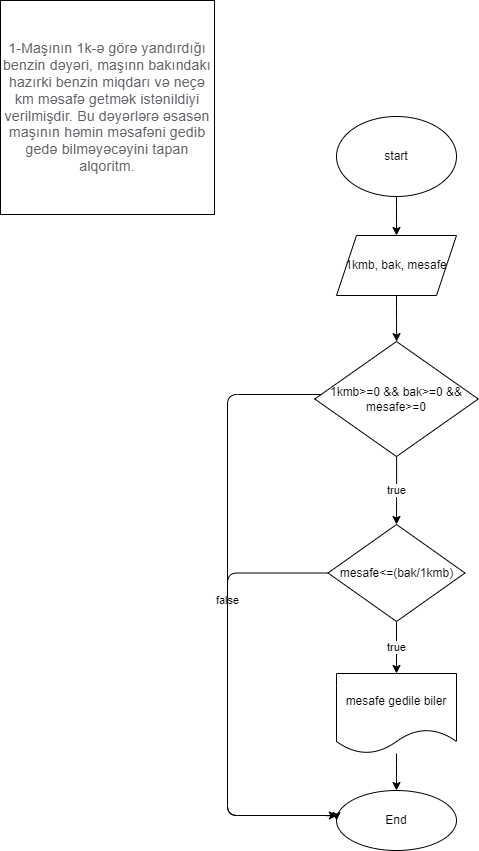 1-Maşının 1k-ə görə yandırdığı
benzin dəyəri, maşınn bakındakı
hazırki benzin miqdarı və neçə
km məsafə getmək istənildiyi
verilmişdir. Bu dəyərlərə əsasən
maşının həmin məsafəni gedib
gedə bilməyəcəyini tapan
alqoritm.
start
1kmb, bak, mesafe
1kmb>=0 && bak>=0 &&
mesafe>=0
true
mesafe<=(bak/1kmb)
false
true
mesafe gedile biler
End